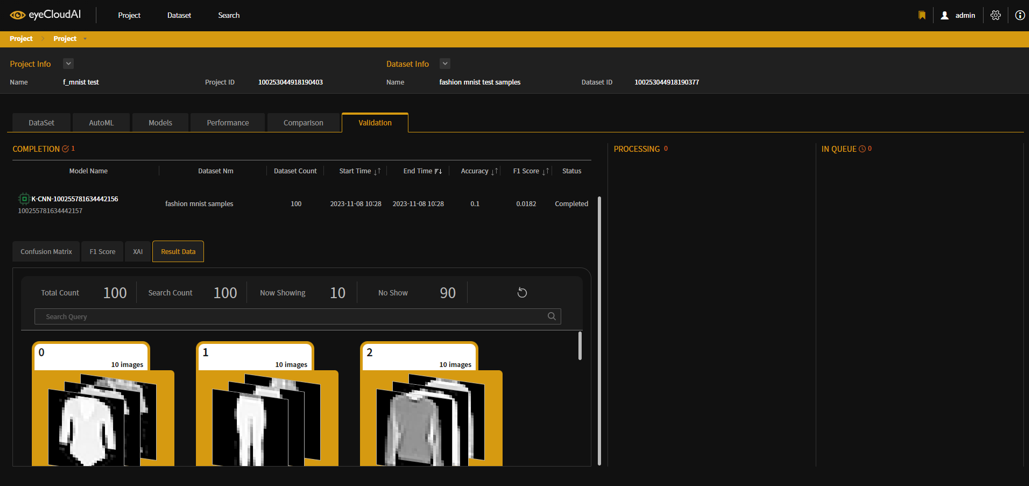 eyeCloudAI Project Dataset Search admin
Project Project
Project Info Dataset Info
Name f_mnist test Project ID 100253044918190403 Name fashion mnist test samples Dataset ID 100253044918190377
DataSet AutoML Models Performance Comparison Validation
COMPLETION 1 PROCESSING 0 IN QUEUE 0
Model Name Dataset Nm Dataset Count Start Time End Time Accuracy F1 Score Status
K-CNN-100255781634442156
100255781634442157
fashion mnist samples 100 2023-11-08 10:28 2023-11-08 10:28 0.1 0.0182 Completed
Confusion Matrix F1 Score XAI Result Data
Total Count 100 Search Count 100 Now Showing 10 No Show 90
Search Query
0 1 2
10 images 10 images 10 images